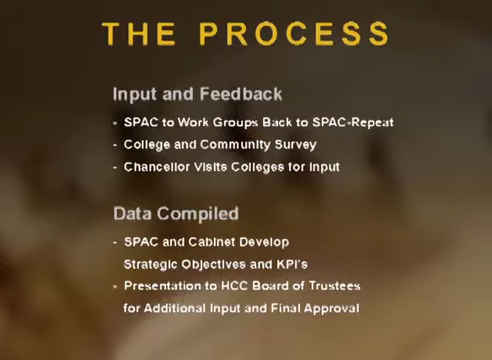 THE PROCESS
Input and Feedback
- SPAC to Work Groups Back to SPAC-Repeat
- College and Community Survey
- Chancellor Visits Colleges for Input
Data Compiled
- SPAC and Cabinet Develop
Strategic Objectives and KPI's
- Presentation to HCC Board of Trustees
for Additional Input and Final Approval